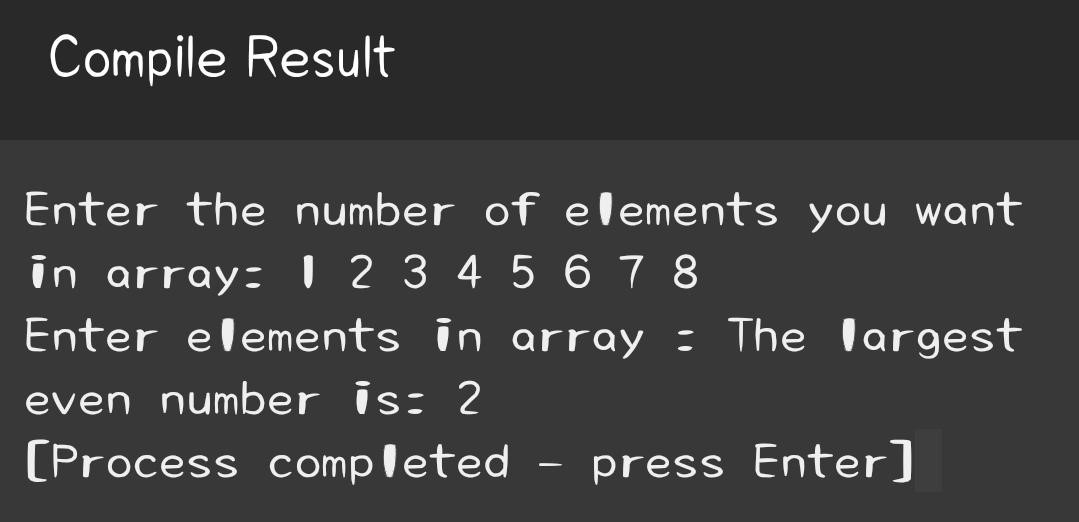 Compile Result
Enter the number of elements you want
in array: 1 2 3 4 5 6 7 8
Enter elements in array : The largest
even number is: 2
[Process completed - press Enter]